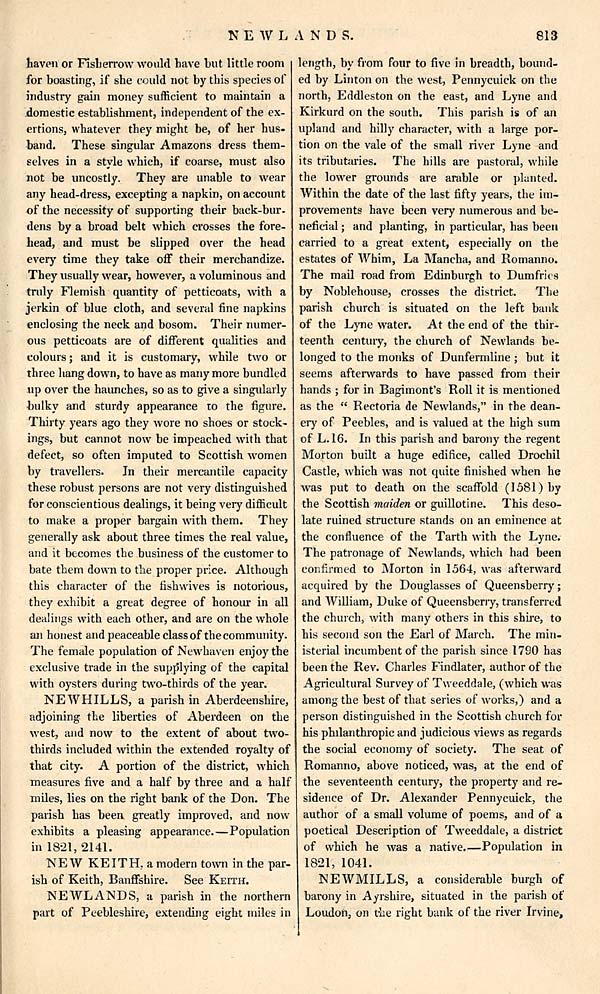 NEWLANDS.
813
haven or Fisherrow would have but little room
for boasting, if she could not by this species of
industry gain money sufficient to maintain a
domestic establishment, independent of the ex-
ertions, whatever they might be, of her hus-
band. These singular Amazons dress them-
selves in a style which, if coarse, must also
not be uncostly. They are unable to wear
any head-dress, excepting a napkin, on account
of the necessity of supporting their back-bur-
dens by a broad belt which crosses the fore-
head, and must be slipped over the head
every time they take off their merchandize.
They usually wear, however, a voluminous and
truly Flemish quantity of petticoats, with a
jerkin of blue cloth, and several fine napkins
enclosing the neck and bosom. Their numer-
ous petticoats are of different qualities and
colours; and it is customary, while two or
three hang down, to have as many more bundled
up over the haunches, so as to give a singularly
bulky and sturdy appearance to the figure.
Thirty years ago they wore no shoes or stock-
ings, but cannot now be impeached with that
defect, so often imputed to Scottish women
by travellers. In their mercantile capacity
these robust persons are not very distinguished
for conscientious dealings, it being very difficult
to make a proper bargain with them. They
generally ask about three times the real value,
and it becomes the business of the customer to
bate them down to the proper price. Although
this character of the fishwives is notorious,
they exhibit a great degree of honour in all
dealings with each other, and are on the whole
an honest and peaceable class of the community.
The female population of Newhaven enjoy the
exclusive trade in the supplying of the capital
with oysters during two-thirds of the year.
NEWHILLS, a parish in Aberdeenshire,
adjoining the liberties of Aberdeen on the
west, and now to the extent of about two-
thirds included within the extended royalty of
that city. A portion of the district, which
measures five and a half by three and a half
miles, lies on the right bank of the Don. The
parish has been greatly improved, and now
exhibits a pleasing appearance.—Population
in 1821, 2141.
NEW KEITH, a modern town in the par-
ish of Keith, Banffshire. See KEITH.
NEWLANDS, a parish in the northern
part of Peebleshire, extending eight miles in
length, by from four to five in breadth, bound-
ed by Linton on the west, Pennycuick on the
north, Eddleston on the east, and Lyne and
Kirkurd on the south. This parish is of an
upland and hilly character, with a large por-
tion on the vale of the small river Lyne and
its tributaries. The hills are pastoral, while
the lower grounds are arable or planted.
Within the date of the last fifty years, the im-
provements have been very numerous and be-
neficial; and planting, in particular, has been
carried to a great extent, especially on the
estates of Whim, La Mancha, and Romanno.
The mail road from Edinburgh to Dumfries
by Noblehouse, crosses the district. The
parish church is situated on the left bank
of the Lyne water. At the end of the thir-
teenth century, the church of Newlands be-
longed to the monks of Dunfermline; but it
seems afterwards to have passed from their
hands; for in Bagimont's Roll it is mentioned
as the " Rectoria de Newlands," in the dean-
ery of Peebles, and is valued at the high sum
of L.16. In this parish and barony the regent
Morton built a huge edifice, called Drochil
Castle, which was not quite finished when he
was put to death on the scaffold (1581) by
the Scottish maiden or guillotine. This deso-
late ruined structure stands on an eminence at
the confluence of the Tarth with the Lyne.
The patronage of Newlands, which had been
confirmed to Morton in 1564, was afterward
acquired by the Douglasses of Queensberry;
and William, Duke of Queensberry, transferred
the church, with many others in this shire, to
his second son the Earl of March. The min-
isterial incumbent of the parish since 1790 has
been the Rev. Charles Findlater, author of the
Agricultural Survey of Tweeddale, (which was
among the best of that series of works,) and a
person distinguished in the Scottish church for
his philanthropic and judicious views as regards
the social economy of society. The seat of
Romanno, above noticed, was, at the end of
the seventeenth century, the property and re-
sidence of Dr. Alexander Pennycuick, the
author of a small volume of poems, and of a
poetical Description of Tweeddale, a district
of which he was a native.—Population in
1821, 1041.
NEWMILLS, a considerable burgh of
barony in Ayrshire, situated in the parish of
Loudon, on the right bank of the river Irvine,